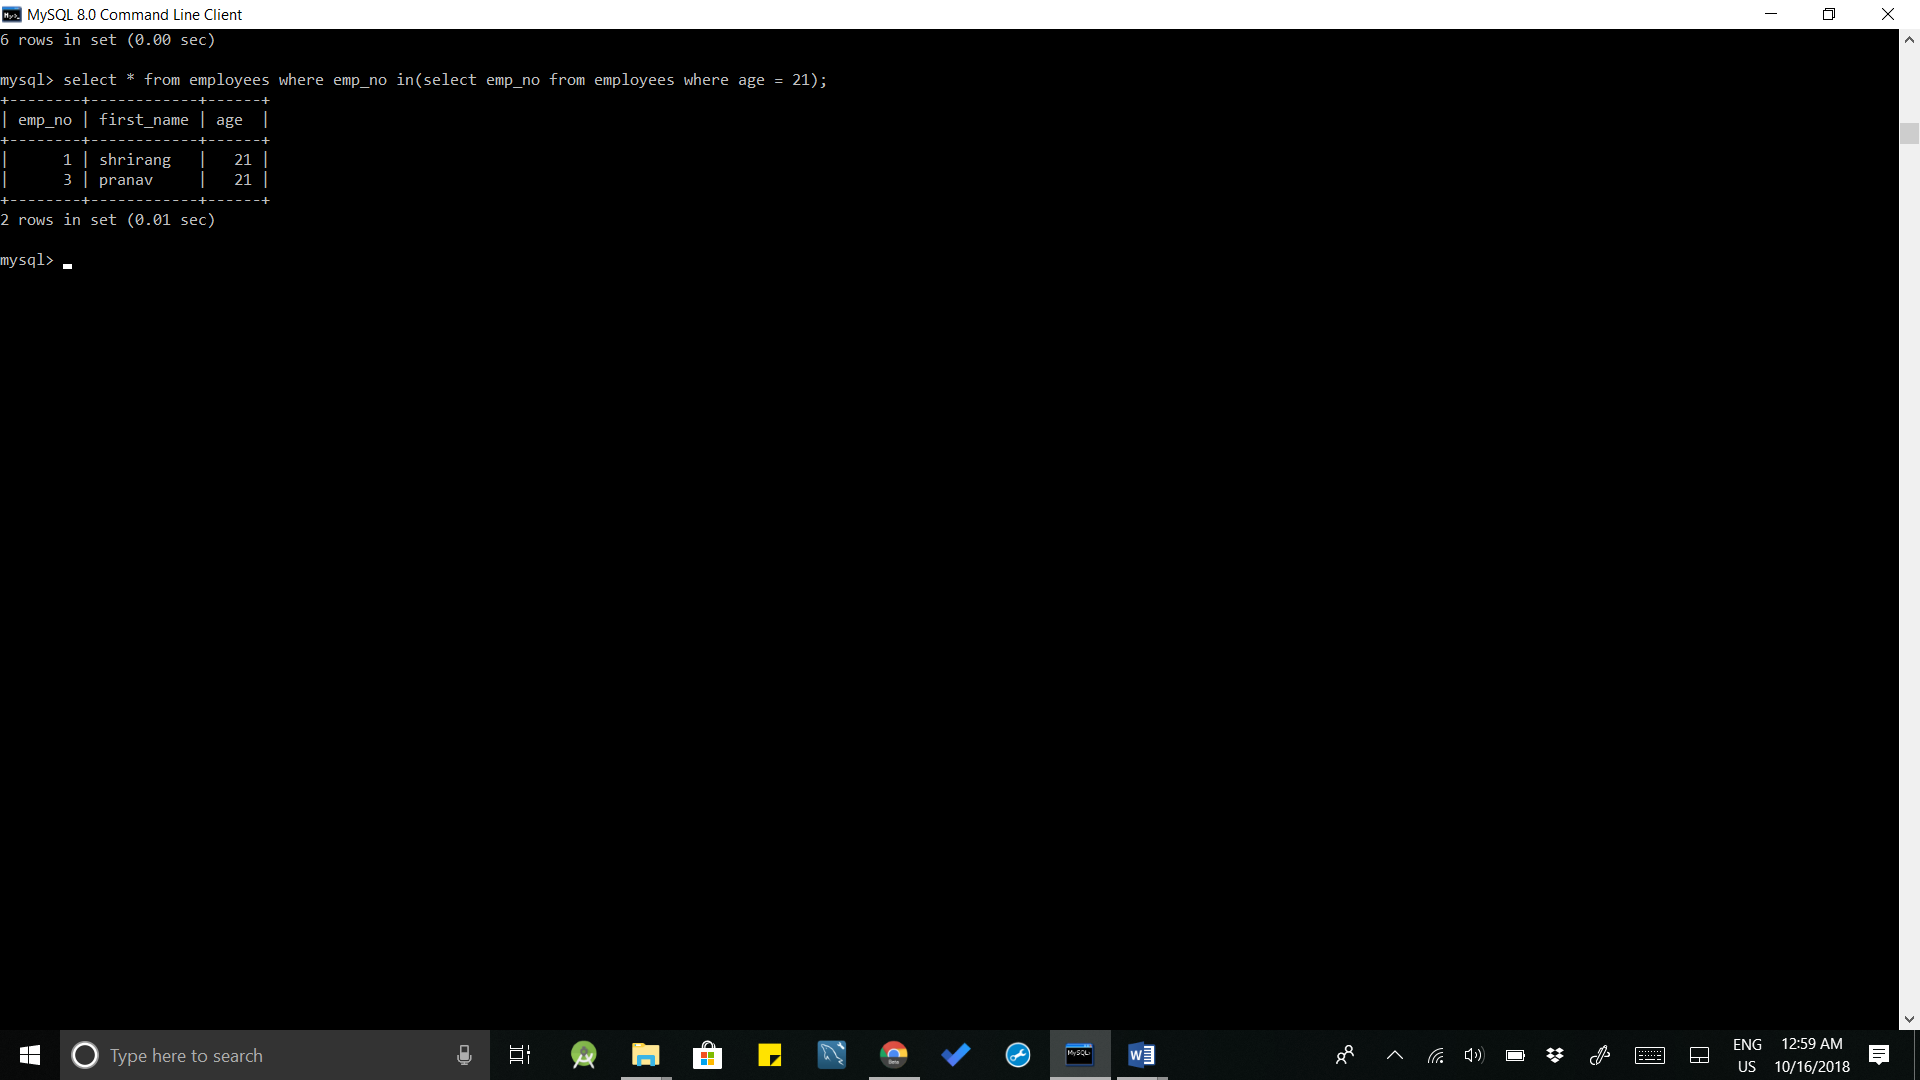 MySQL 8.0 Command Line Client
6 rows in set (0.00 sec)
mysql> select * from employees where emp_no in(select emp_no from employees where age = 21);
+--------+------------+------+
| emp_no | first_name | age  |
+--------+------------+------+
|      1 | shrirang   |   21 |
|      3 | pranav     |   21 |
+--------+------------+------+
2 rows in set (0.01 sec)
mysql>
Type here to search
ENG
US
12:59 AM
10/16/2018